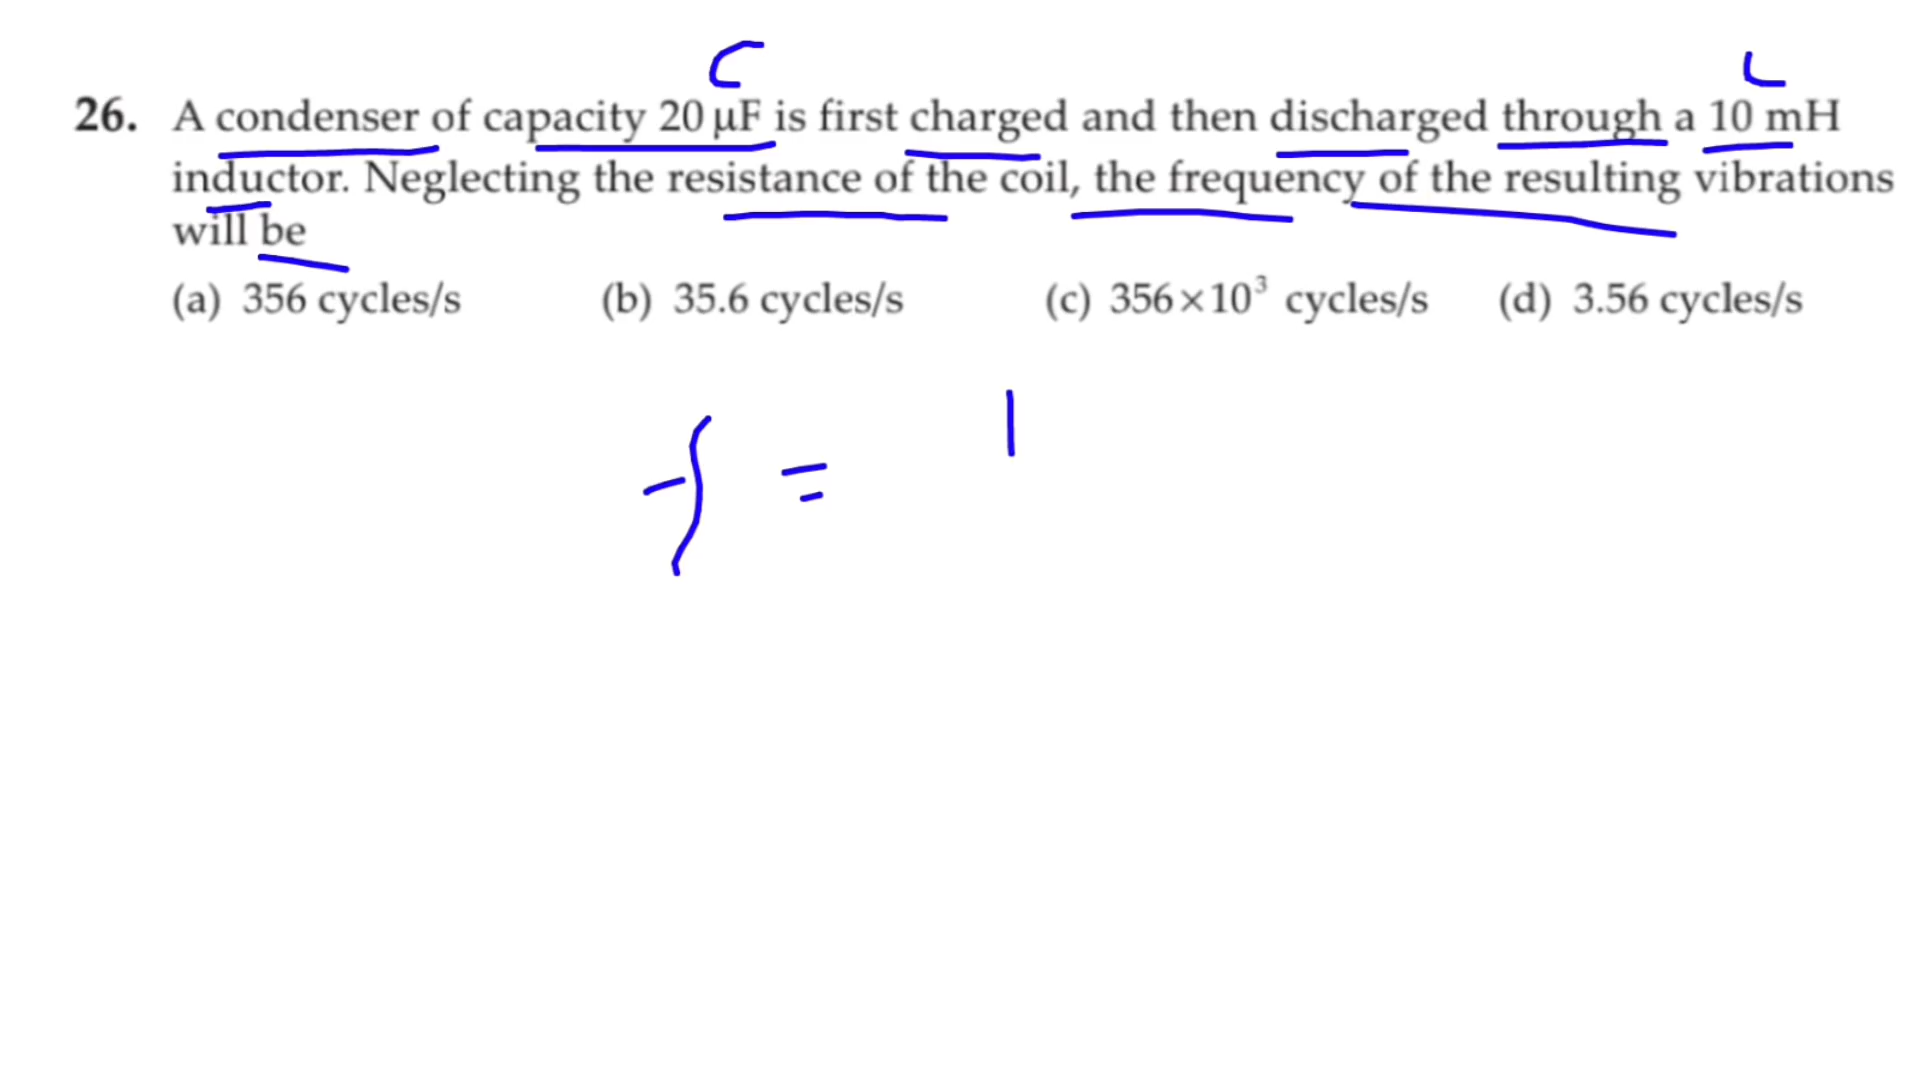 C L
26. A condenser of capacity 20 μF is first charged and then discharged through a 10 mH
inductor. Neglecting the resistance of the coil, the frequency of the resulting vibrations
will be
(a) 356 cycles/s (b) 35.6 cycles/s (c) 356×10³ cycles/s (d) 3.56 cycles/s
f = 1